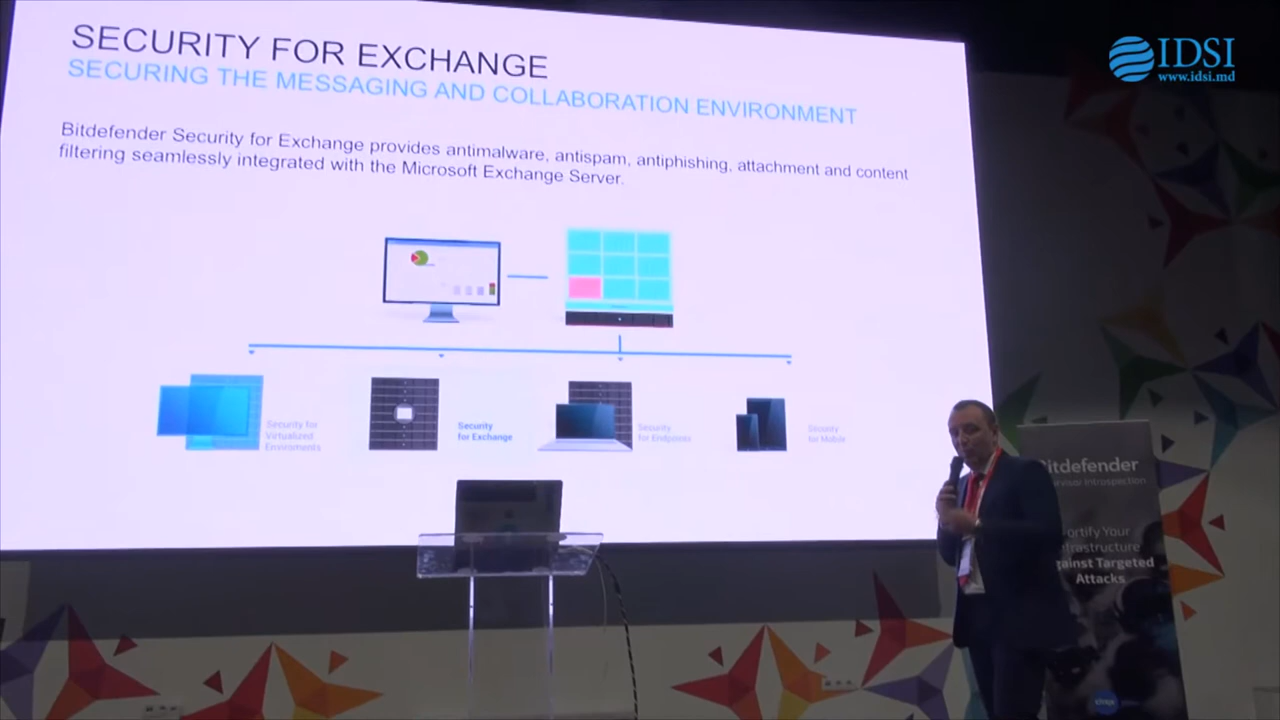 SECURITY FOR EXCHANGE
SECURING THE MESSAGING AND COLLABORATION ENVIRONMENT
Bitdefender Security for Exchange provides antimalware, antispam, antiphishing, attachment and content
filtering seamlessly integrated with the Microsoft Exchange Server.
Security for
Virtualized
Enviroments
Security
for Exchange
Security
for Endpoints
Security
for Mobile
IDSI
www.idsi.md
Bitdefender
Introspection
Fortify Your
Infrastructure
Against Targeted
Attacks